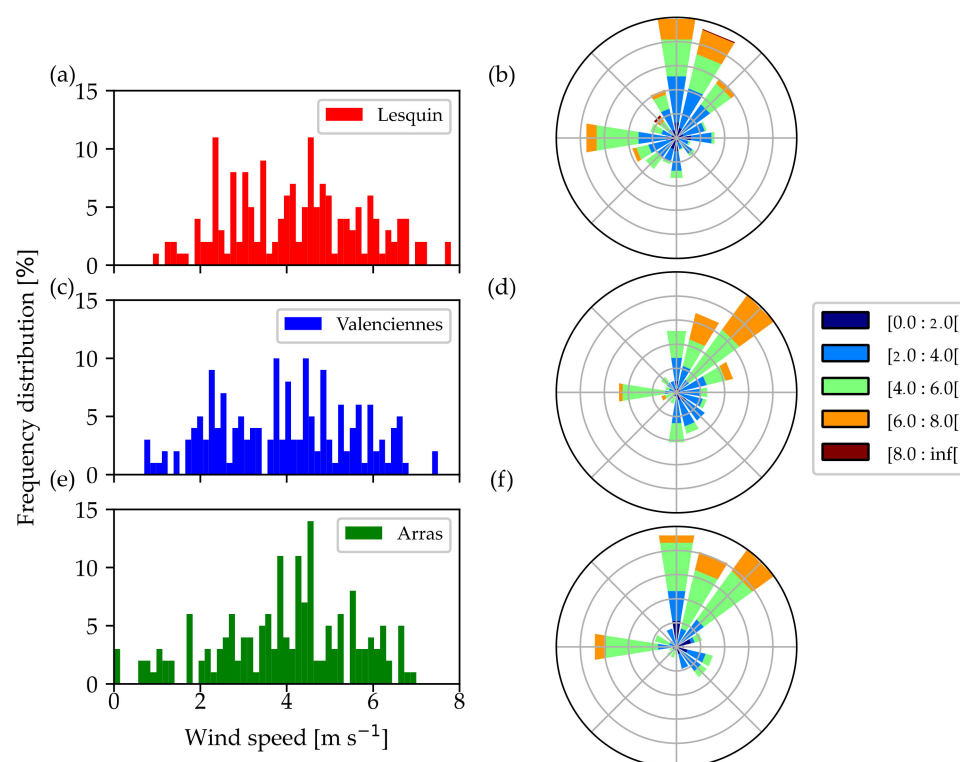 (a)
(b)
15
10
5
0
Lesquin
(c)
(d)
15
10
5
0
Valenciennes
Frequency distribution [%]
[0.0 : 2.0[
[2.0 : 4.0[
[4.0 : 6.0[
[6.0 : 8.0[
[8.0 : inf[
(e)
(f)
15
10
5
0
Arras
0 2 4 6 8
Wind speed [m s⁻¹]